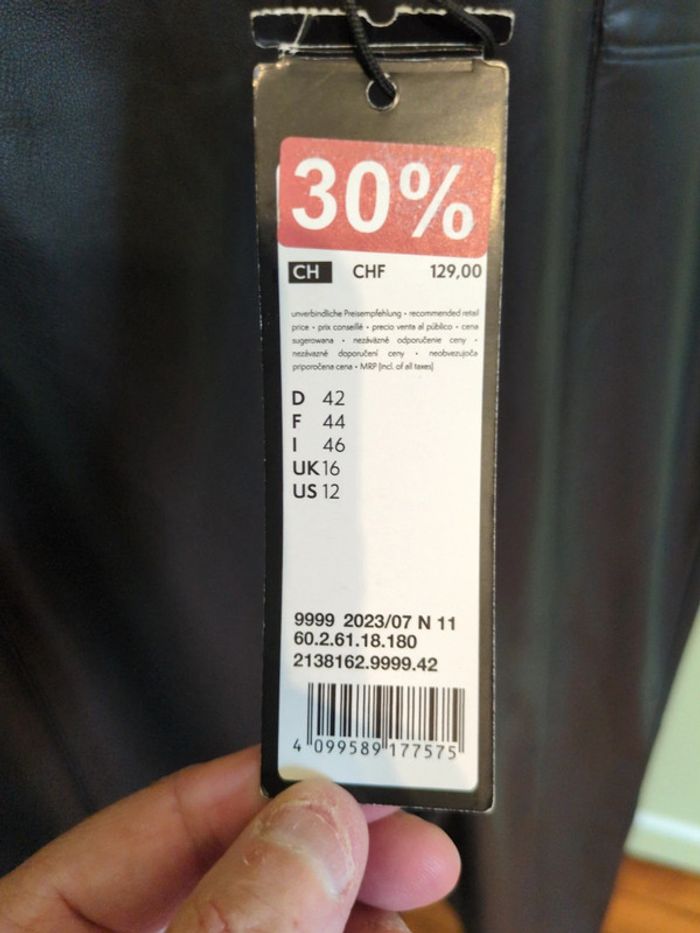 30%
CH CHF 129,00
unverbindliche Preisempfehlung • recommended retail
price • prix conseillé • precio venta al público • cena
sugerowana • nezáväzné odporučenie ceny •
nezávazné doporučení ceny • neobvezujoča
priporočena cena • MRP (incl. of all taxes)
D 42
F 44
I 46
UK 16
US 12
9999 2023/07 N 11
60.2.61.18.180
2138162.9999.42
4 099589 177575